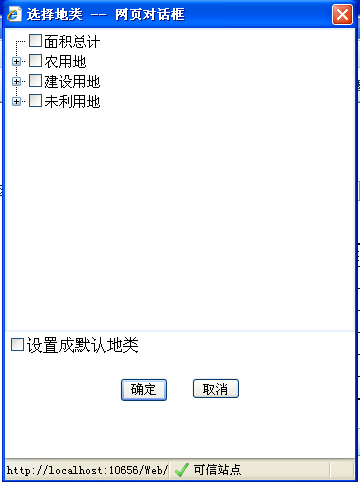 选择地类 -- 网页对话框
面积总计
农用地
建设用地
未利用地
设置成默认地类
确定 取消
http://localhost:10656/Web/ 可信站点